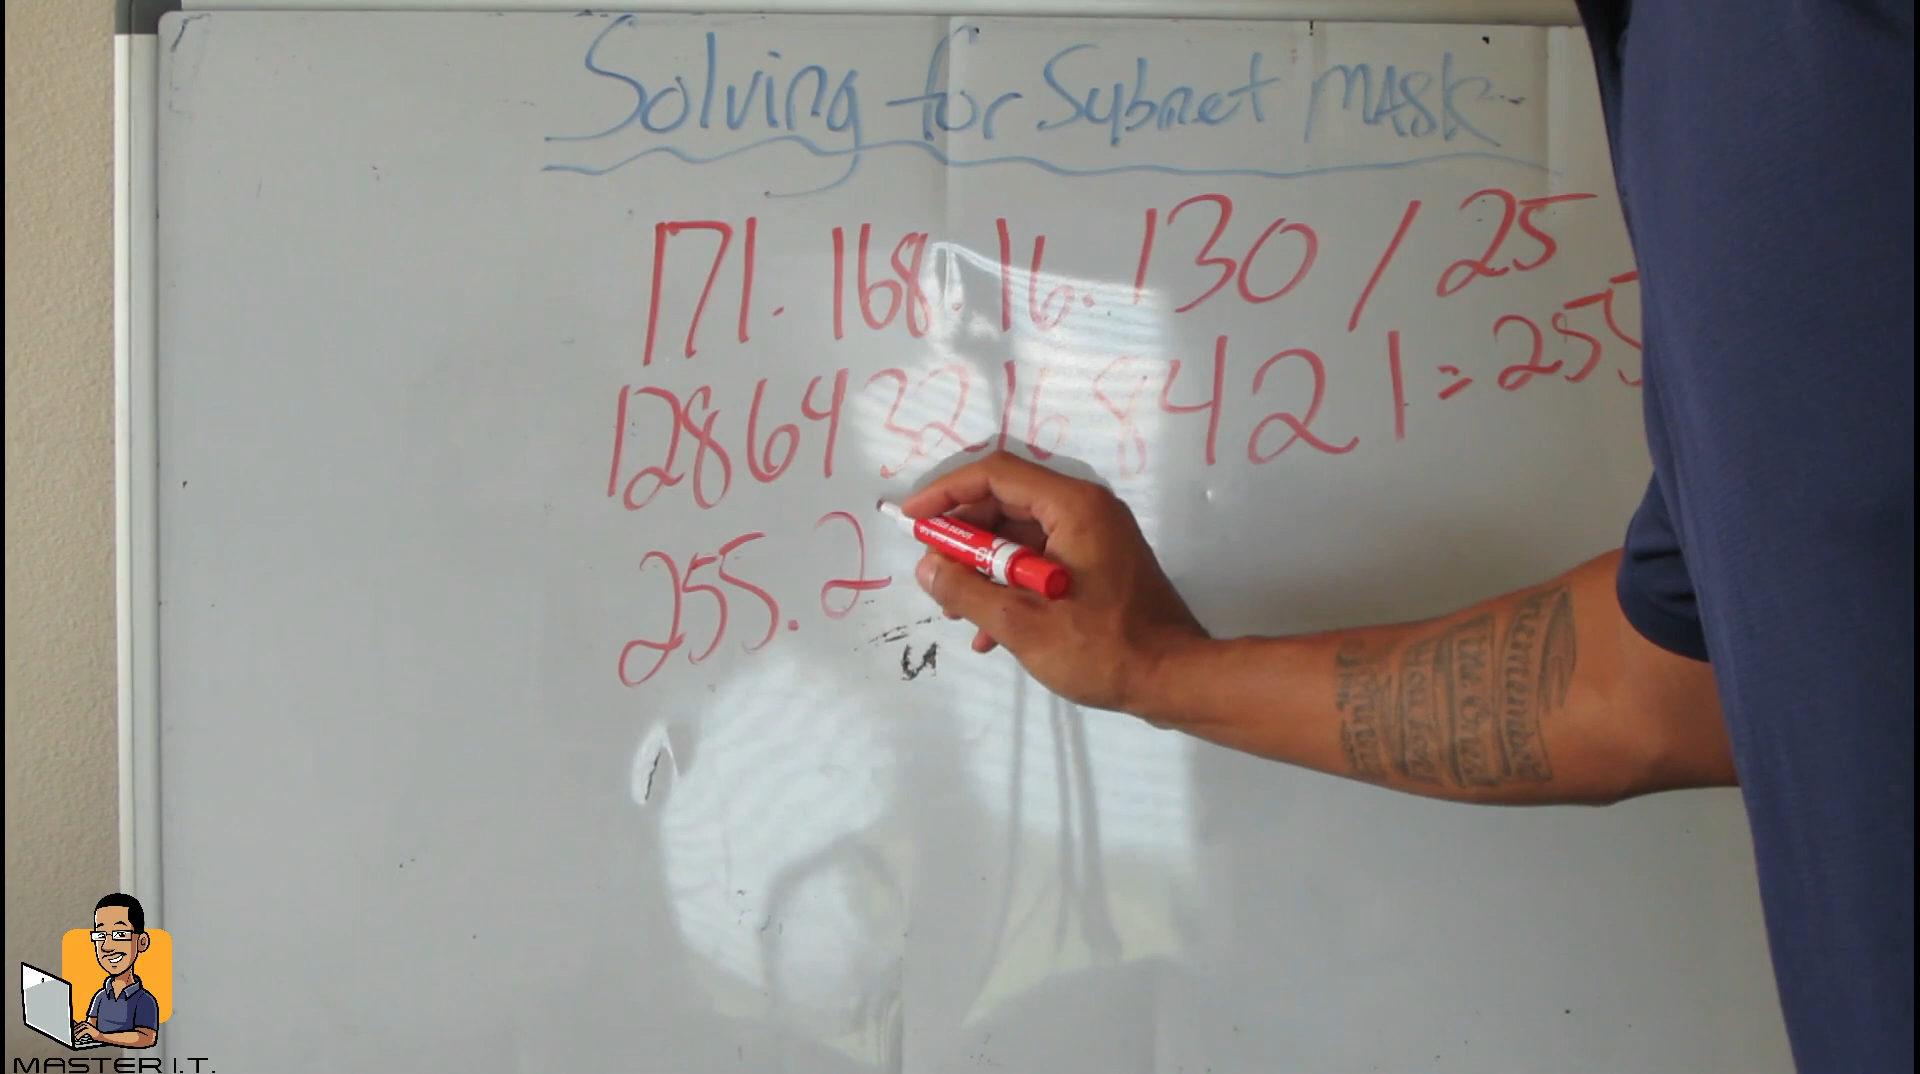 Solving for Subnet MASK
171.168.16.130 / 25
128 64 32 16 8 4 2 1 = 255
255.2
MASTER I.T.